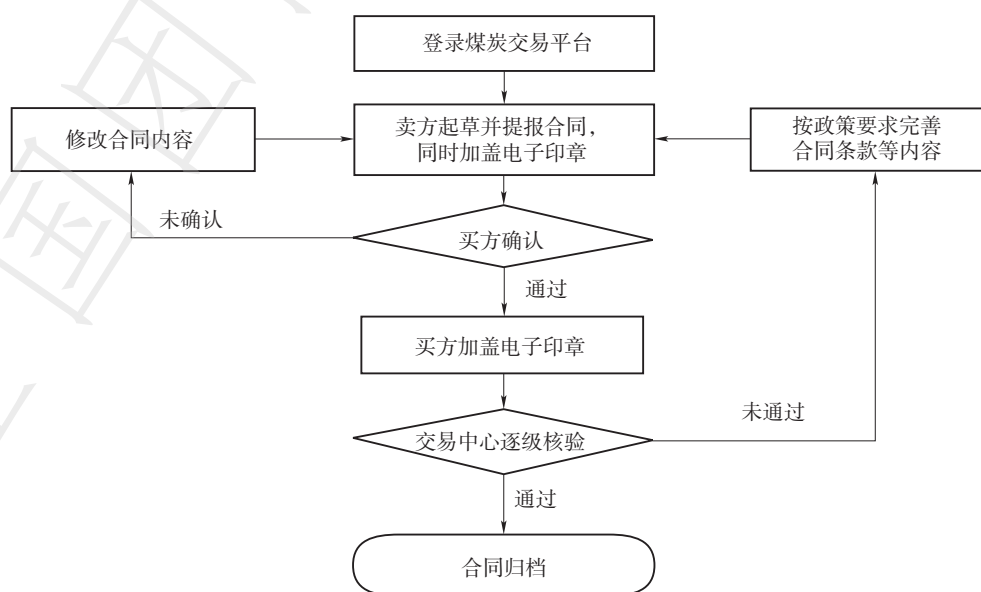 登录煤炭交易平台
修改合同内容
卖方起草并提报合同,
同时加盖电子印章
按政策要求完善
合同条款等内容
未确认
买方确认
通过
买方加盖电子印章
未通过
交易中心逐级核验
通过
合同归档